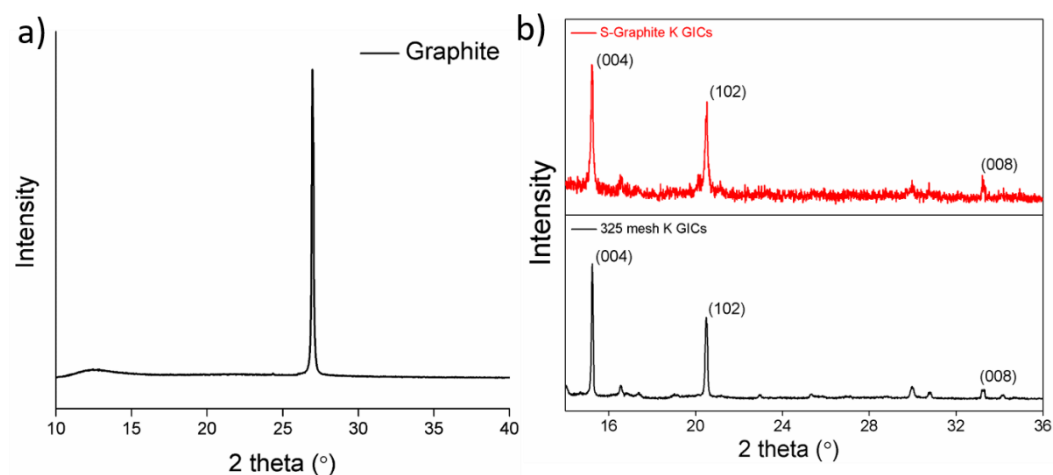 a)
Graphite
Intensity
10 15 20 25 30 35 40
2 theta (°)
b)
S-Graphite K GICs
(004)
(102)
(008)
325 mesh K GICs
(004)
(102)
(008)
Intensity
16 20 24 28 32 36
2 theta (°)